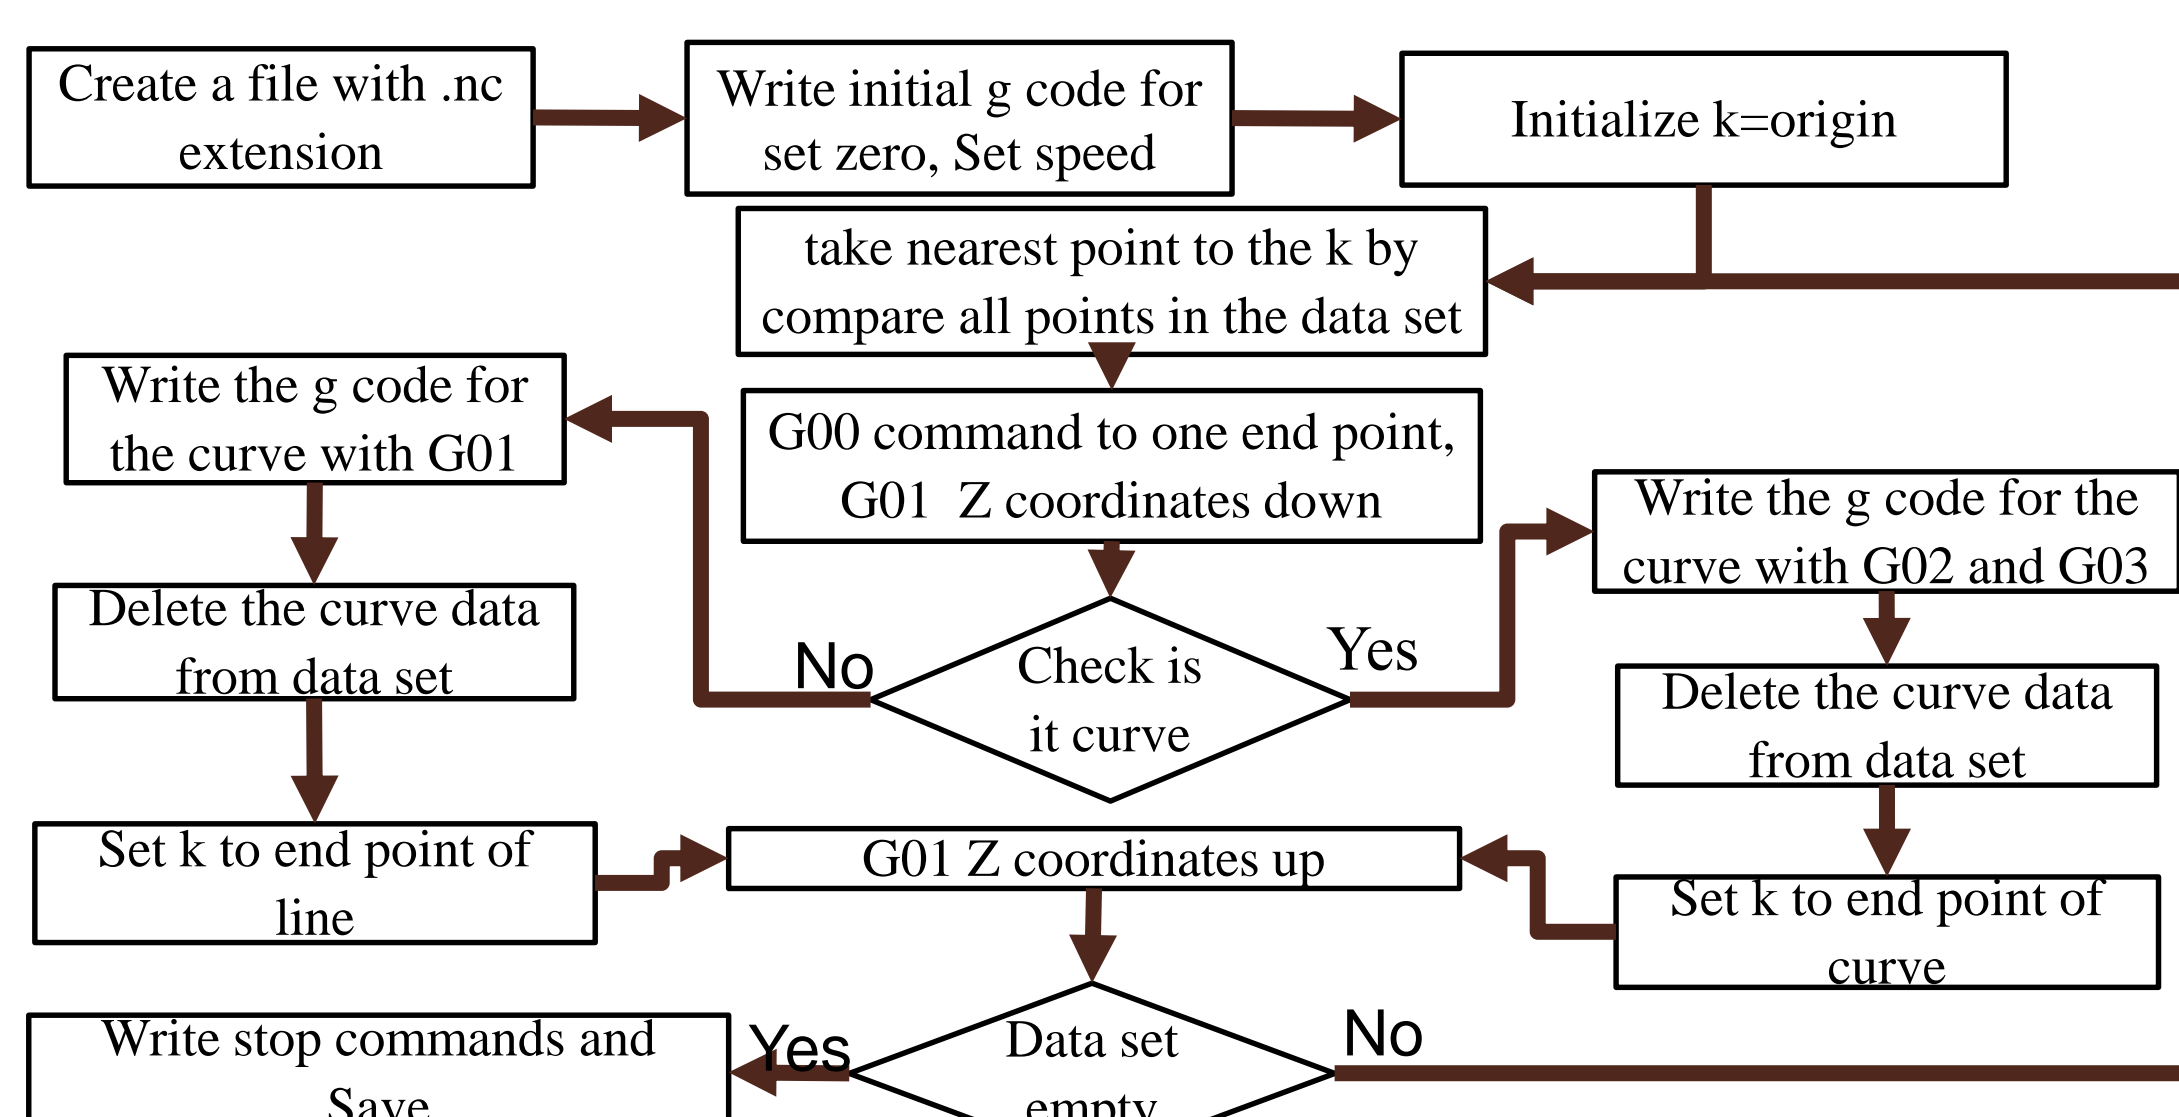 Create a file with .nc
extension
Write initial g code for
set zero, Set speed
Initialize k=origin
take nearest point to the k by
compare all points in the data set
Write the g code for
the curve with G01
G00 command to one end point,
G01  Z coordinates down
Write the g code for the
curve with G02 and G03
Delete the curve data
from data set
No
Check is
it curve
Yes
Delete the curve data
from data set
Set k to end point of
line
G01 Z coordinates up
Set k to end point of
curve
Write stop commands and
Save
Yes
Data set
empty
No